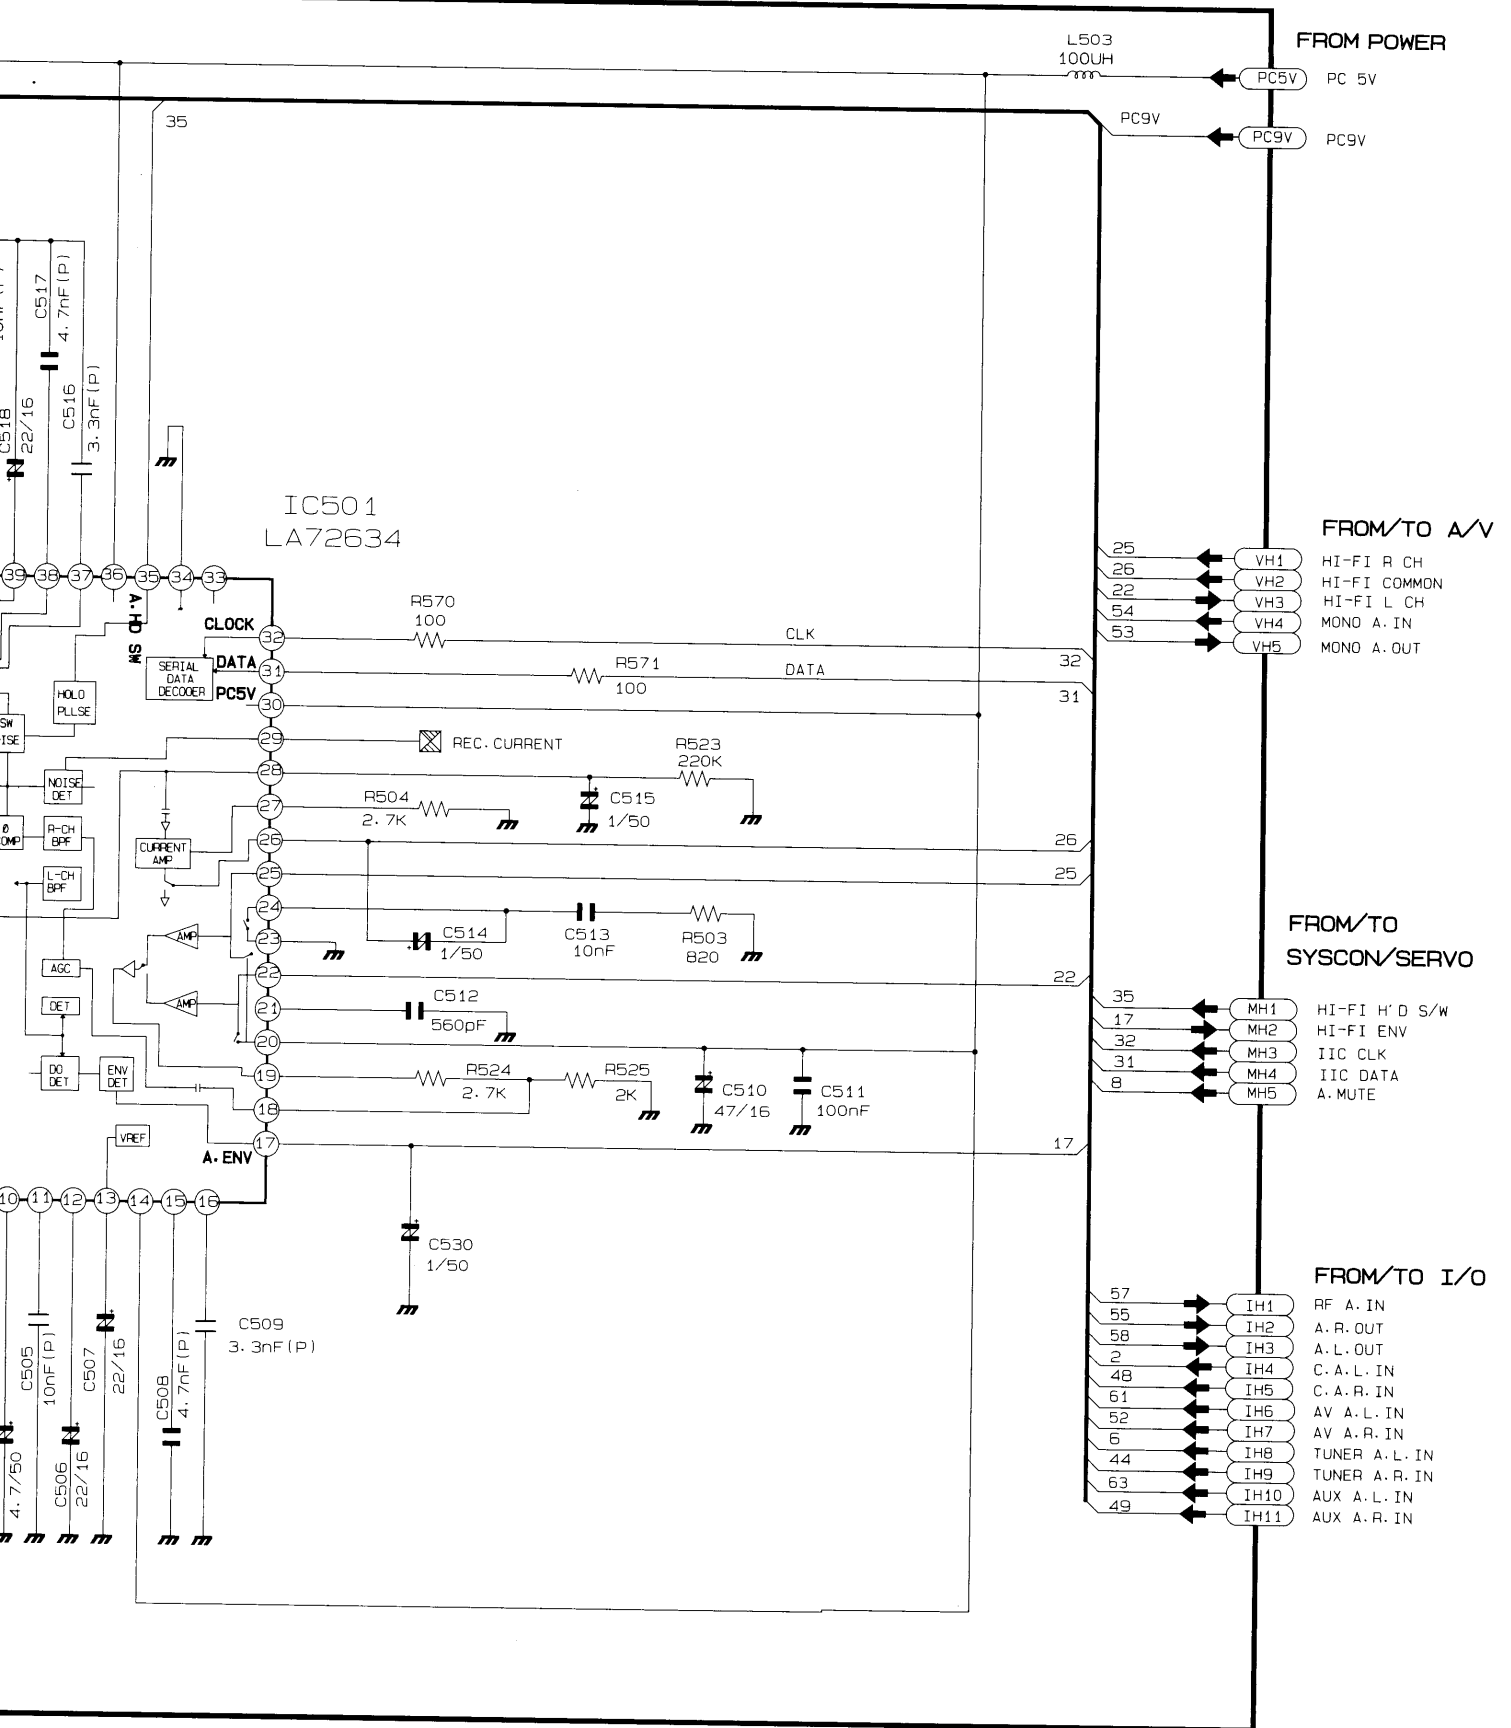 FROM POWER
L503
100UH
PC5V
PC 5V
PC9V
PC9V
PC9V
35
C517
4.7nF(P)
C516
3.3nF(P)
C518
22/16
IC501
LA72634
39
38
37
36
35
34
33
A.HD SW
CLOCK
32
DATA
31
PC5V
30
29
28
27
26
25
24
23
22
21
20
19
18
17
A.ENV
SERIAL
DATA
DECODER
HOLD
PLLSE
SW
ISE
NOISE
DET
Ø
OMP
R-CH
BPF
L-CH
BPF
CURRENT
AMP
AMP
AMP
AGC
DET
DO
DET
ENV
DET
VREF
R570
100
CLK
32
R571
100
DATA
31
REC.CURRENT
R523
220K
R504
2.7K
C515
1/50
26
25
C514
1/50
C513
10nF
R503
820
22
C512
560pF
R524
2.7K
R525
2K
C510
47/16
C511
100nF
17
C530
1/50
10
11
12
13
14
15
16
4.7/50
C505
10nF(P)
C506
22/16
C507
22/16
C508
4.7nF(P)
C509
3.3nF(P)
FROM/TO A/V
25 VH1 HI-FI R CH
26 VH2 HI-FI COMMON
22 VH3 HI-FI L CH
54 VH4 MONO A.IN
53 VH5 MONO A.OUT
FROM/TO
SYSCON/SERVO
35 MH1 HI-FI H'D S/W
17 MH2 HI-FI ENV
32 MH3 IIC CLK
31 MH4 IIC DATA
8 MH5 A.MUTE
FROM/TO I/O
57 IH1 RF A.IN
55 IH2 A.R.OUT
58 IH3 A.L.OUT
2 IH4 C.A.L.IN
48 IH5 C.A.R.IN
61 IH6 AV A.L.IN
52 IH7 AV A.R.IN
6 IH8 TUNER A.L.IN
44 IH9 TUNER A.R.IN
63 IH10 AUX A.L.IN
49 IH11 AUX A.R.IN